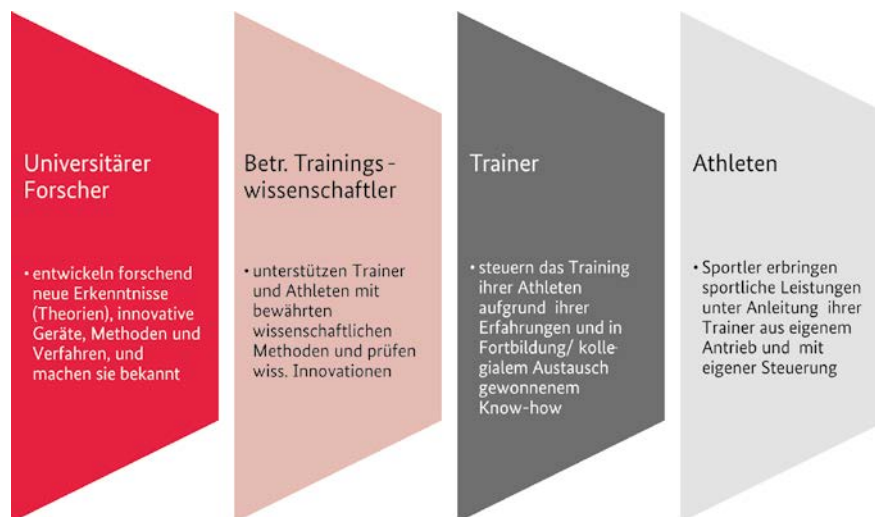 Universitärer
Forscher
• entwickeln forschend
neue Erkenntnisse
(Theorien), innovative
Geräte, Methoden und
Verfahren, und
machen sie bekannt
Betr. Trainings -
wissenschaftler
• unterstützen Trainer
und Athleten mit
bewährten
wissenschaftlichen
Methoden und prüfen
wiss. Innovationen
Trainer
• steuern das Training
ihrer Athleten
aufgrund ihrer
Erfahrungen und in
Fortbildung/ kolle-
gialem Austausch
gewonnenem
Know-how
Athleten
• Sportler erbringen
sportliche Leistungen
unter Anleitung ihrer
Trainer aus eigenem
Antrieb und mit
eigener Steuerung